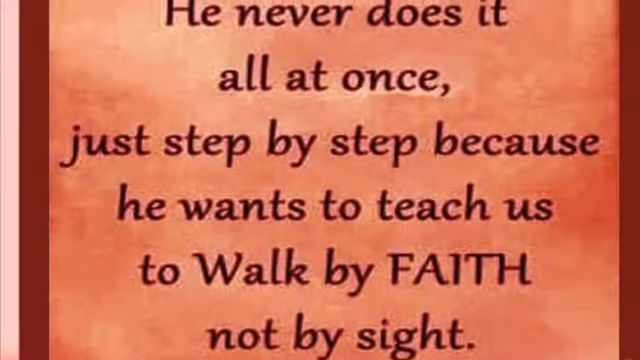 He never does it
all at once,
just step by step because
he wants to teach us
to Walk by FAITH
not by sight.